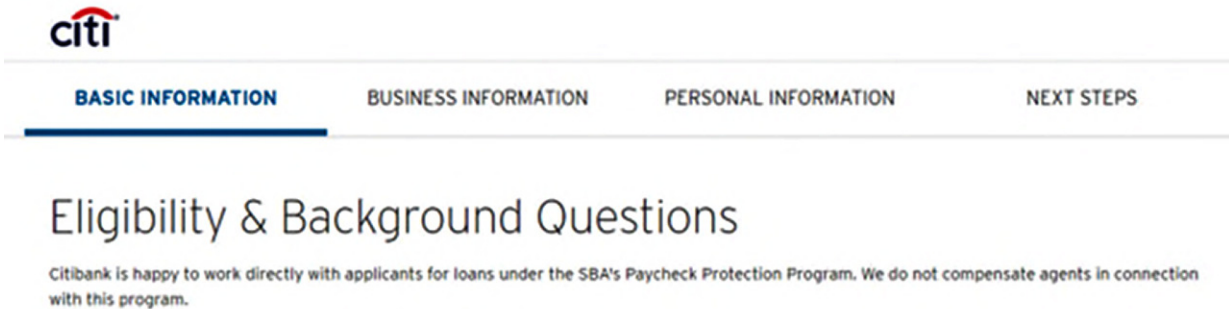 citi
BASIC INFORMATION BUSINESS INFORMATION PERSONAL INFORMATION NEXT STEPS
Eligibility & Background Questions
Citibank is happy to work directly with applicants for loans under the SBA's Paycheck Protection Program. We do not compensate agents in connection
with this program.